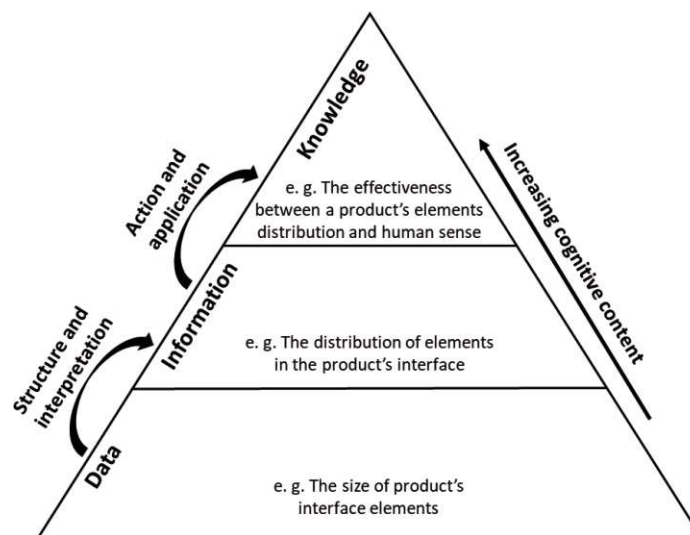 Knowledge
Action and
application
e. g. The effectiveness
between a product's elements
distribution and human sense
Increasing cognitive content
Information
Structure and
interpretation
e. g. The distribution of elements
in the product's interface
Data
e. g. The size of product's
interface elements